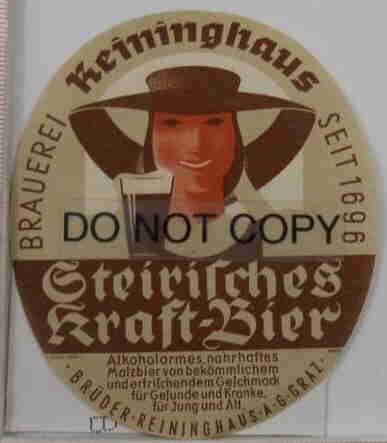 Reininghaus
BRAUEREI
SEIT 1696
DO NOT COPY
Steiriſches
Kraft-Bier
Alkoholarmes, nahrhaftes
Malzbier von bekömmlichem
und erfriſchendem Geſchmack
für Geſunde und Kranke,
für Jung und Alt.
· BRÜDER · REININGHAUS · A · G · GRAZ ·